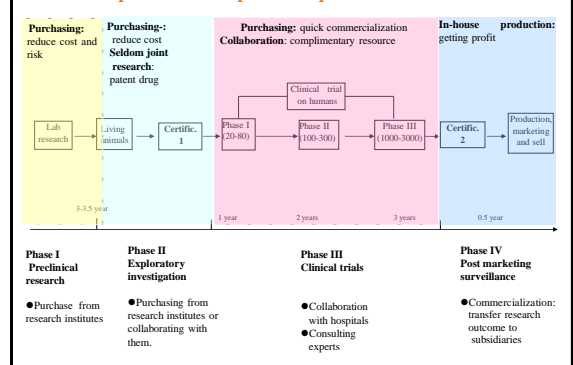 Purchasing:
reduce cost and
risk
Purchasing-:
reduce cost
Seldom joint
research:
patent drug
Purchasing: quick commercialization
Collaboration: complimentary resource
In-house production:
getting profit
Clinical trial
on humans
Lab
research
Living
animals
Certific.
1
Phase I
(20-80)
Phase II
(100-300)
Phase III
(1000-3000)
Certific.
2
Production,
marketing
and sell
3-3.5 year
1 year
2 years
3 years
0.5 year
Phase I
Preclinical
research
●Purchase from
research institutes
Phase II
Exploratory
investigation
●Purchasing from
research institutes or
collaborating with
them.
Phase III
Clinical trials
●Collaboration
with hospitals
●Consulting
experts
Phase IV
Post marketing
surveillance
●Commercialization:
transfer research
outcome to
subsidiaries